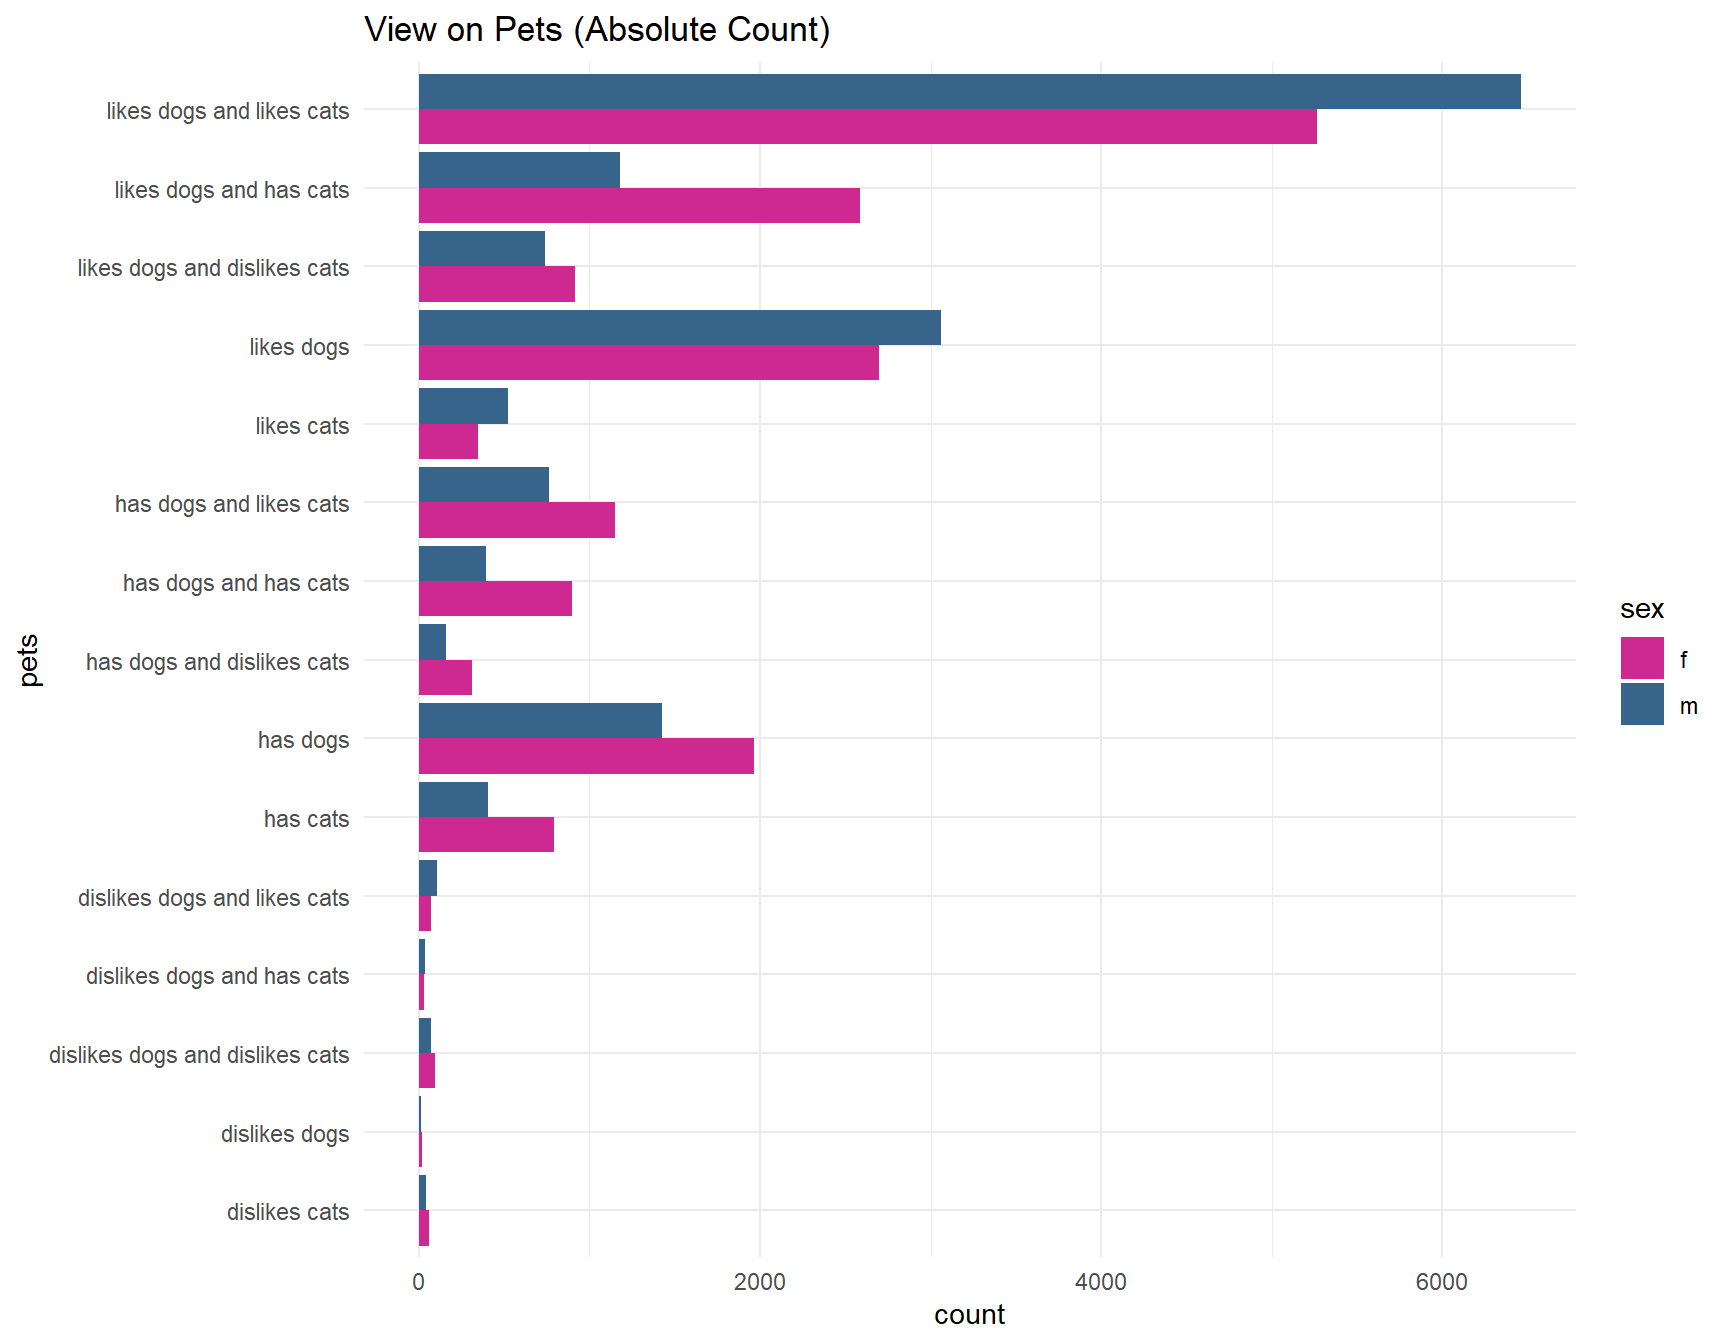 View on Pets (Absolute Count)
likes dogs and likes cats
likes dogs and has cats
likes dogs and dislikes cats
likes dogs
likes cats
has dogs and likes cats
has dogs and has cats
has dogs and dislikes cats
has dogs
has cats
dislikes dogs and likes cats
dislikes dogs and has cats
dislikes dogs and dislikes cats
dislikes dogs
dislikes cats
pets
0 2000 4000 6000
count
sex
f
m